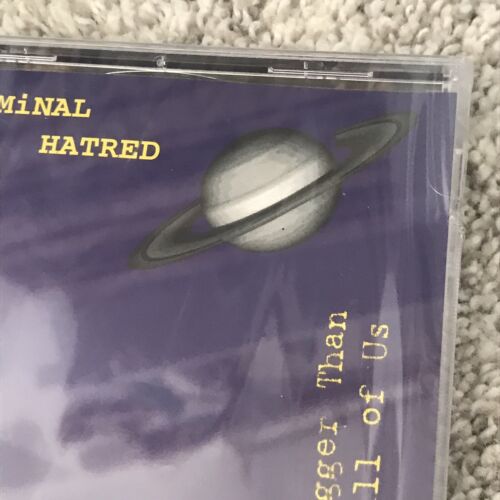 MiNAL
HATRED
gger Than
ll of Us